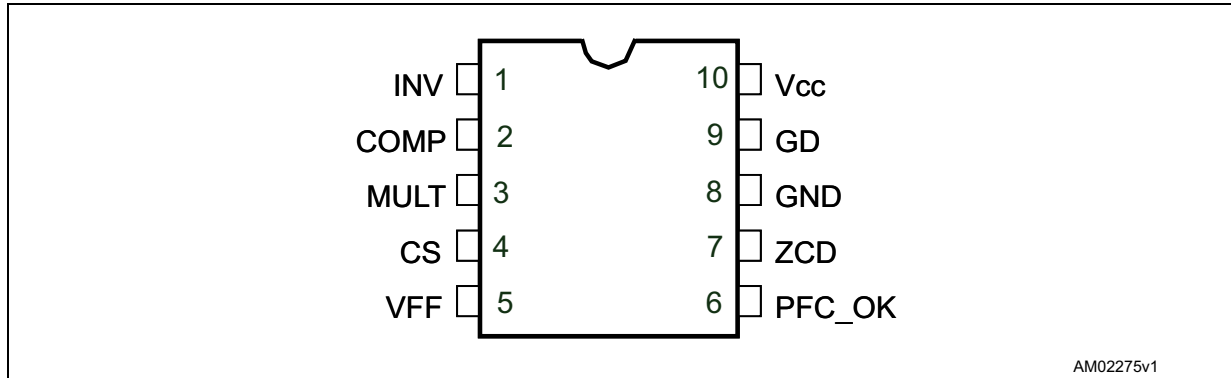 INV 1 10 Vcc
COMP 2 9 GD
MULT 3 8 GND
CS 4 7 ZCD
VFF 5 6 PFC_OK
AM02275v1